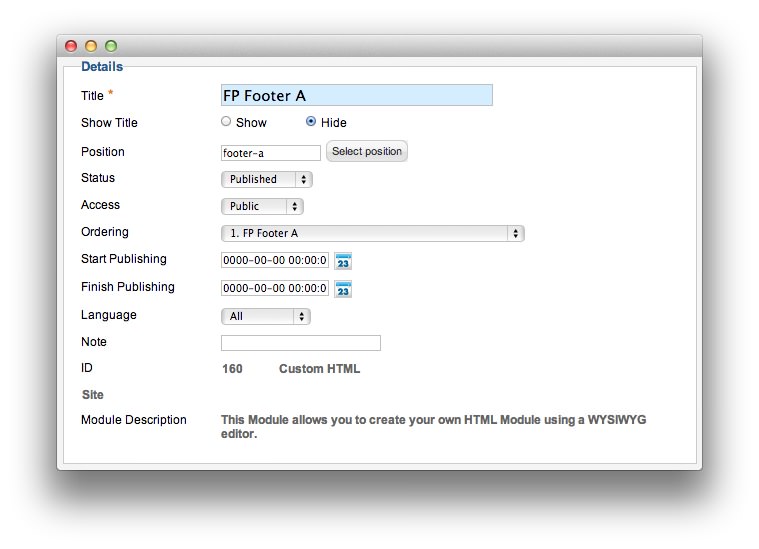 Details
Title * FP Footer A
Show Title Show Hide
Position footer-a Select position
Status Published
Access Public
Ordering 1. FP Footer A
Start Publishing 0000-00-00 00:00:0 23
Finish Publishing 0000-00-00 00:00:0 23
Language All
Note
ID 160 Custom HTML
Site
Module Description This Module allows you to create your own HTML Module using a WYSIWYG
editor.